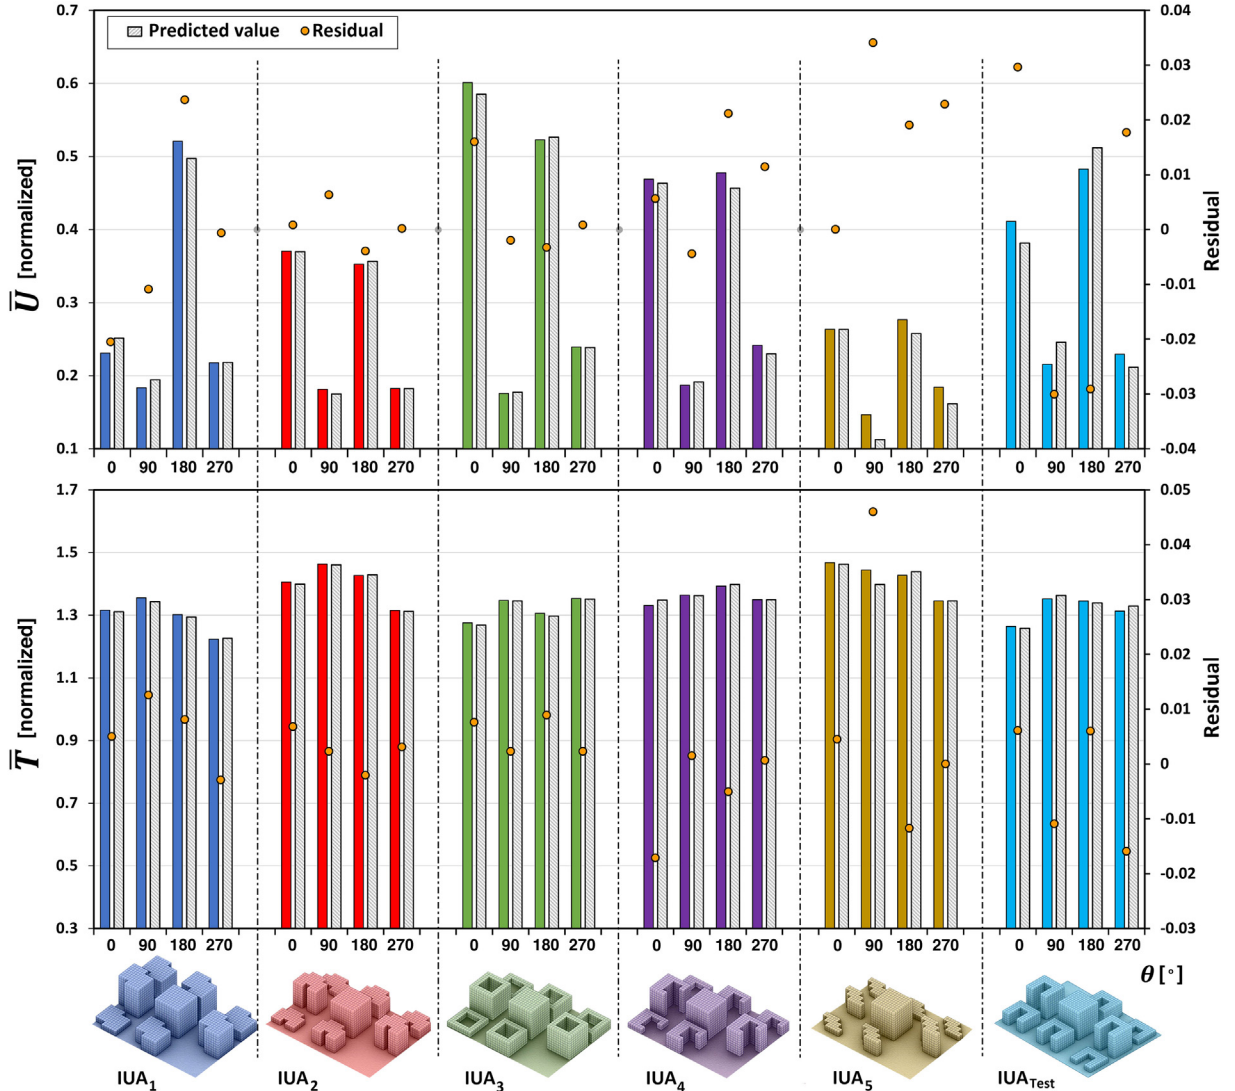 0.7 0.04
Predicted value Residual
0.6 0.03
0.02
0.5 0.01
U̅ [normalized] 0.4 0 Residual
0.3 -0.01
-0.02
0.2 -0.03
0.1 -0.04
0 90 180 270 0 90 180 270 0 90 180 270 0 90 180 270 0 90 180 270 0 90 180 270
1.7 0.05
1.5 0.04
1.3 0.03
0.02
1.1 0.01
T̅ [normalized] 0.9 0 Residual
0.7 -0.01
0.5 -0.02
0.3 -0.03
0 90 180 270 0 90 180 270 0 90 180 270 0 90 180 270 0 90 180 270 0 90 180 270
θ [°]
IUA₁ IUA₂ IUA₃ IUA₄ IUA₅ IUA_Test